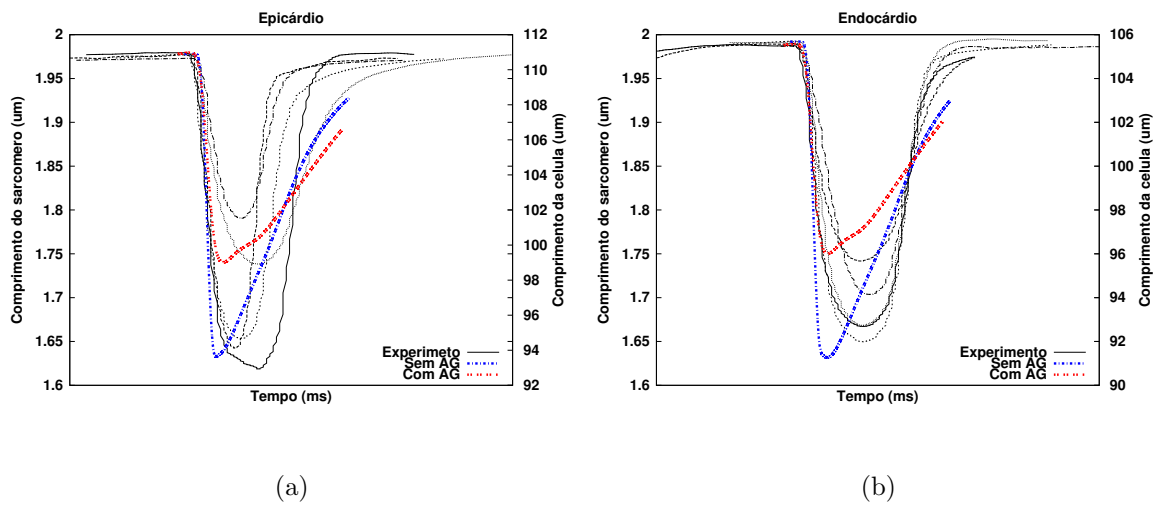 Epicárdio
2
1.95
1.9
1.85
1.8
1.75
1.7
1.65
1.6
Comprimento do sarcomero (um)
112
110
108
106
104
102
100
98
96
94
92
Comprimento da celula (um)
Experimeto
Sem AG
Com AG
Tempo (ms)
(a)
Endocárdio
2
1.95
1.9
1.85
1.8
1.75
1.7
1.65
1.6
Comprimento do sarcomero (um)
106
104
102
100
98
96
94
92
90
Comprimento da celula (um)
Experimento
Sem AG
Com AG
Tempo (ms)
(b)